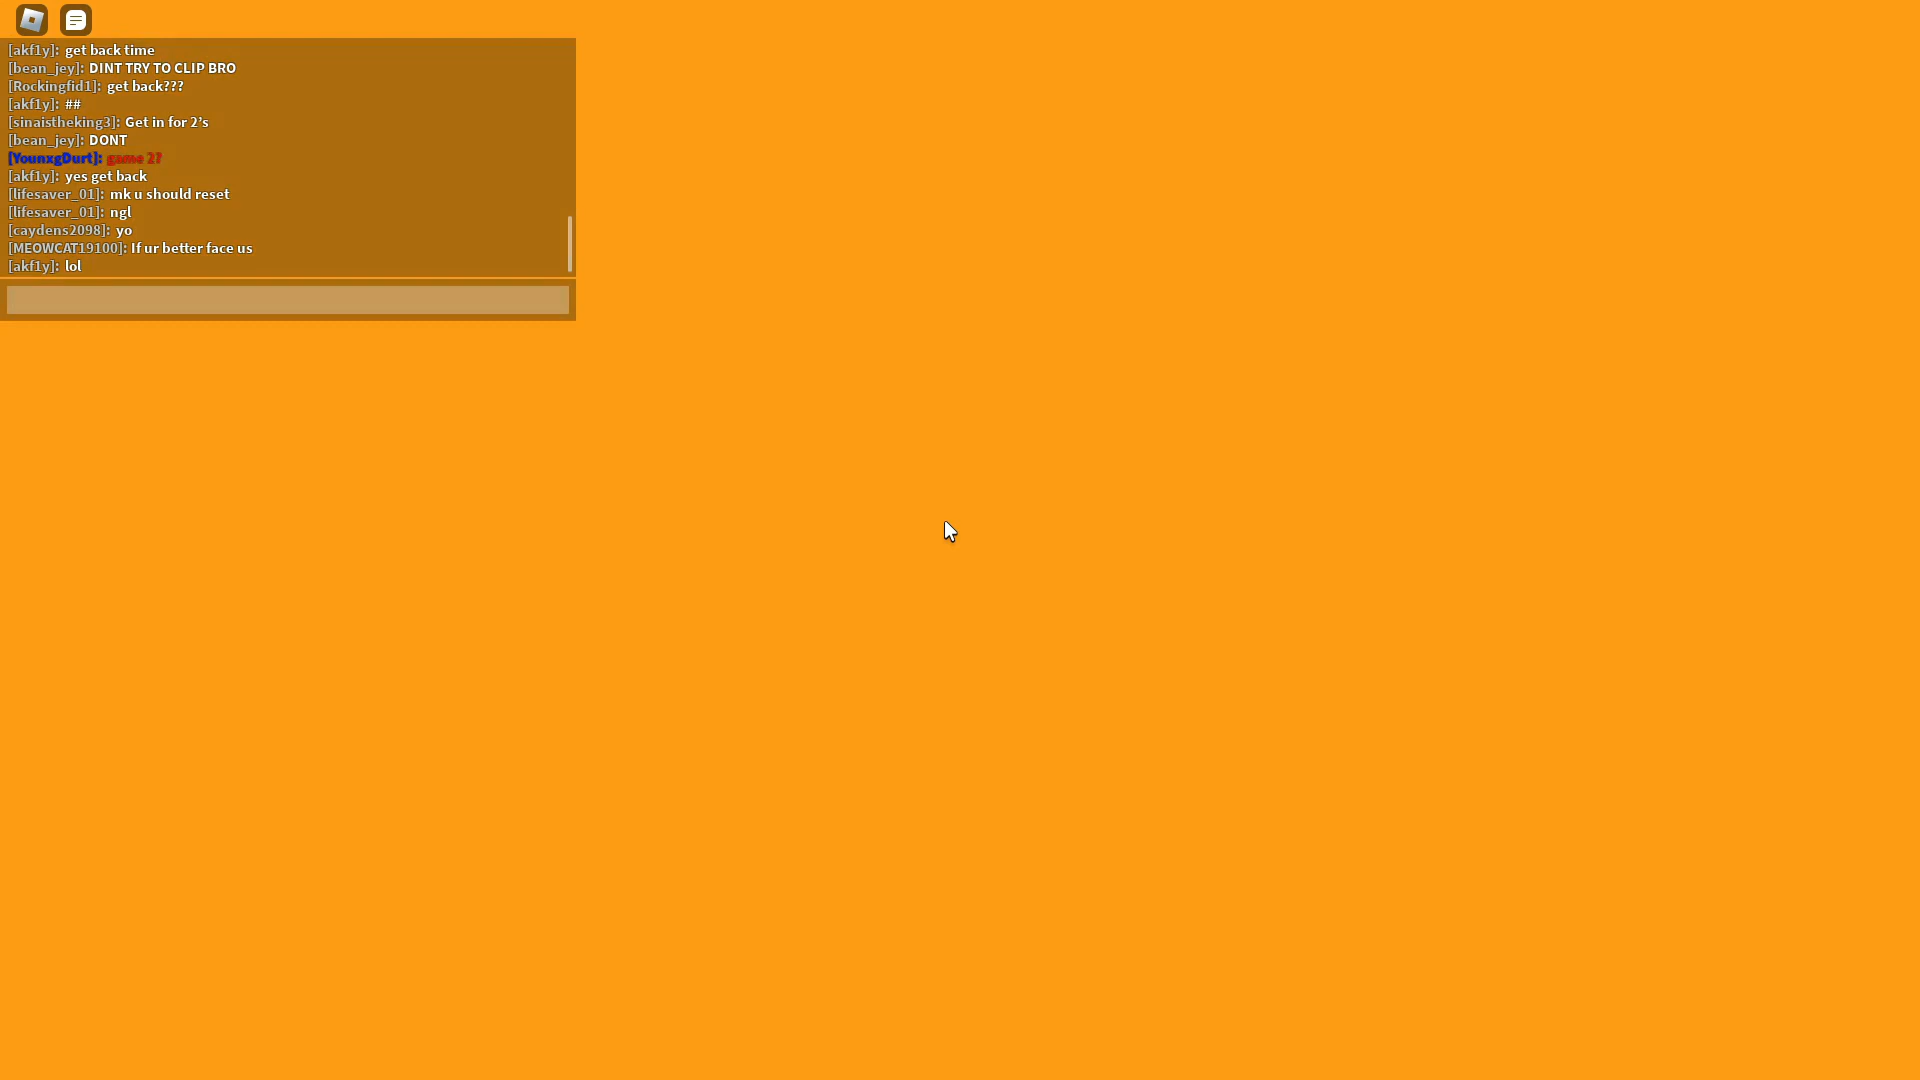 [akf1y]: get back time
[bean_jey]: DINT TRY TO CLIP BRO
[Rockingfid1]: get back???
[akf1y]: ##
[sinaistheking3]: Get in for 2's
[bean_jey]: DONT
[YounxgDurt]: game 2?
[akf1y]: yes get back
[lifesaver_01]: mk u should reset
[lifesaver_01]: ngl
[caydens2098]: yo
[MEOWCAT19100]: If ur better face us
[akf1y]: lol